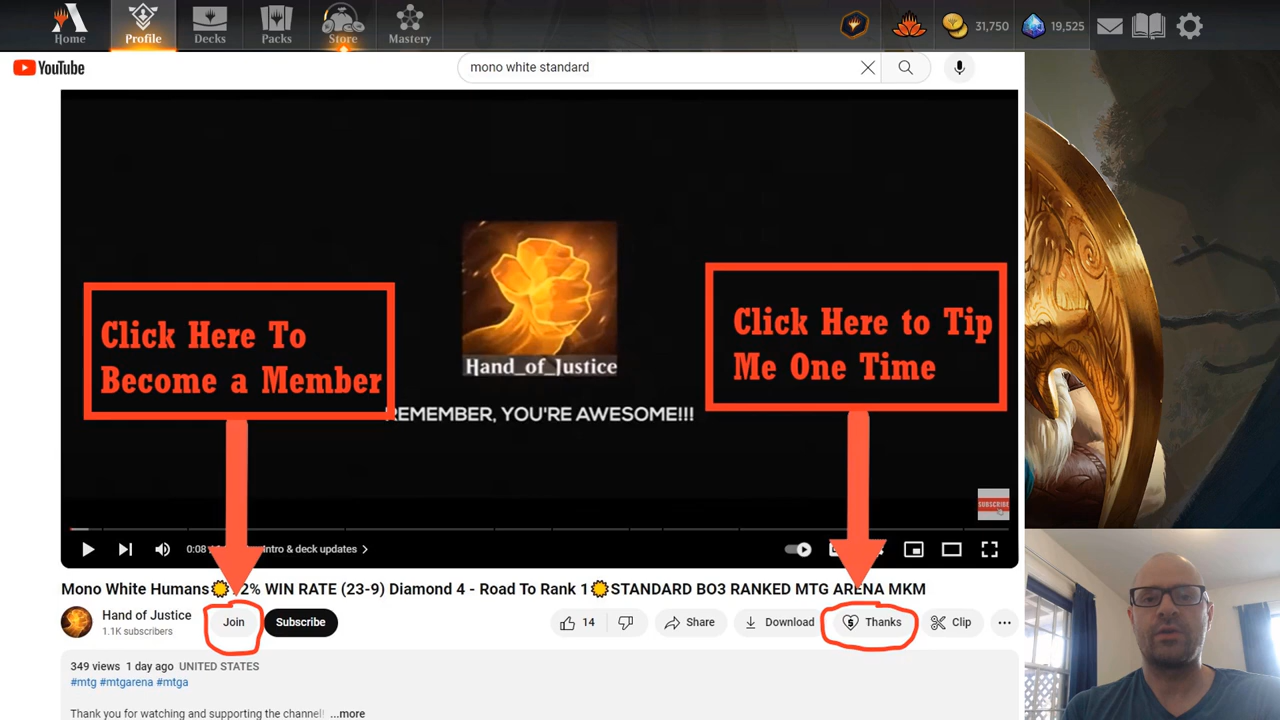 Home
Profile
Decks
Packs
Store
Mastery
31,750
19,525
YouTube
mono white standard
Click Here To
Become a Member
Click Here to Tip
Me One Time
Hand_of_Justice
REMEMBER, YOU'RE AWESOME!!!
SUBSCRIBE
0:08
Intro & deck updates
Mono White Humans 2% WIN RATE (23-9) Diamond 4 - Road To Rank 1 STANDARD BO3 RANKED MTG ARENA MKM
Hand of Justice
1.1K subscribers
Join
Subscribe
14
Share
Download
Thanks
Clip
349 views 1 day ago UNITED STATES
#mtg #mtgarena #mtga
Thank you for watching and supporting the channel! ...more